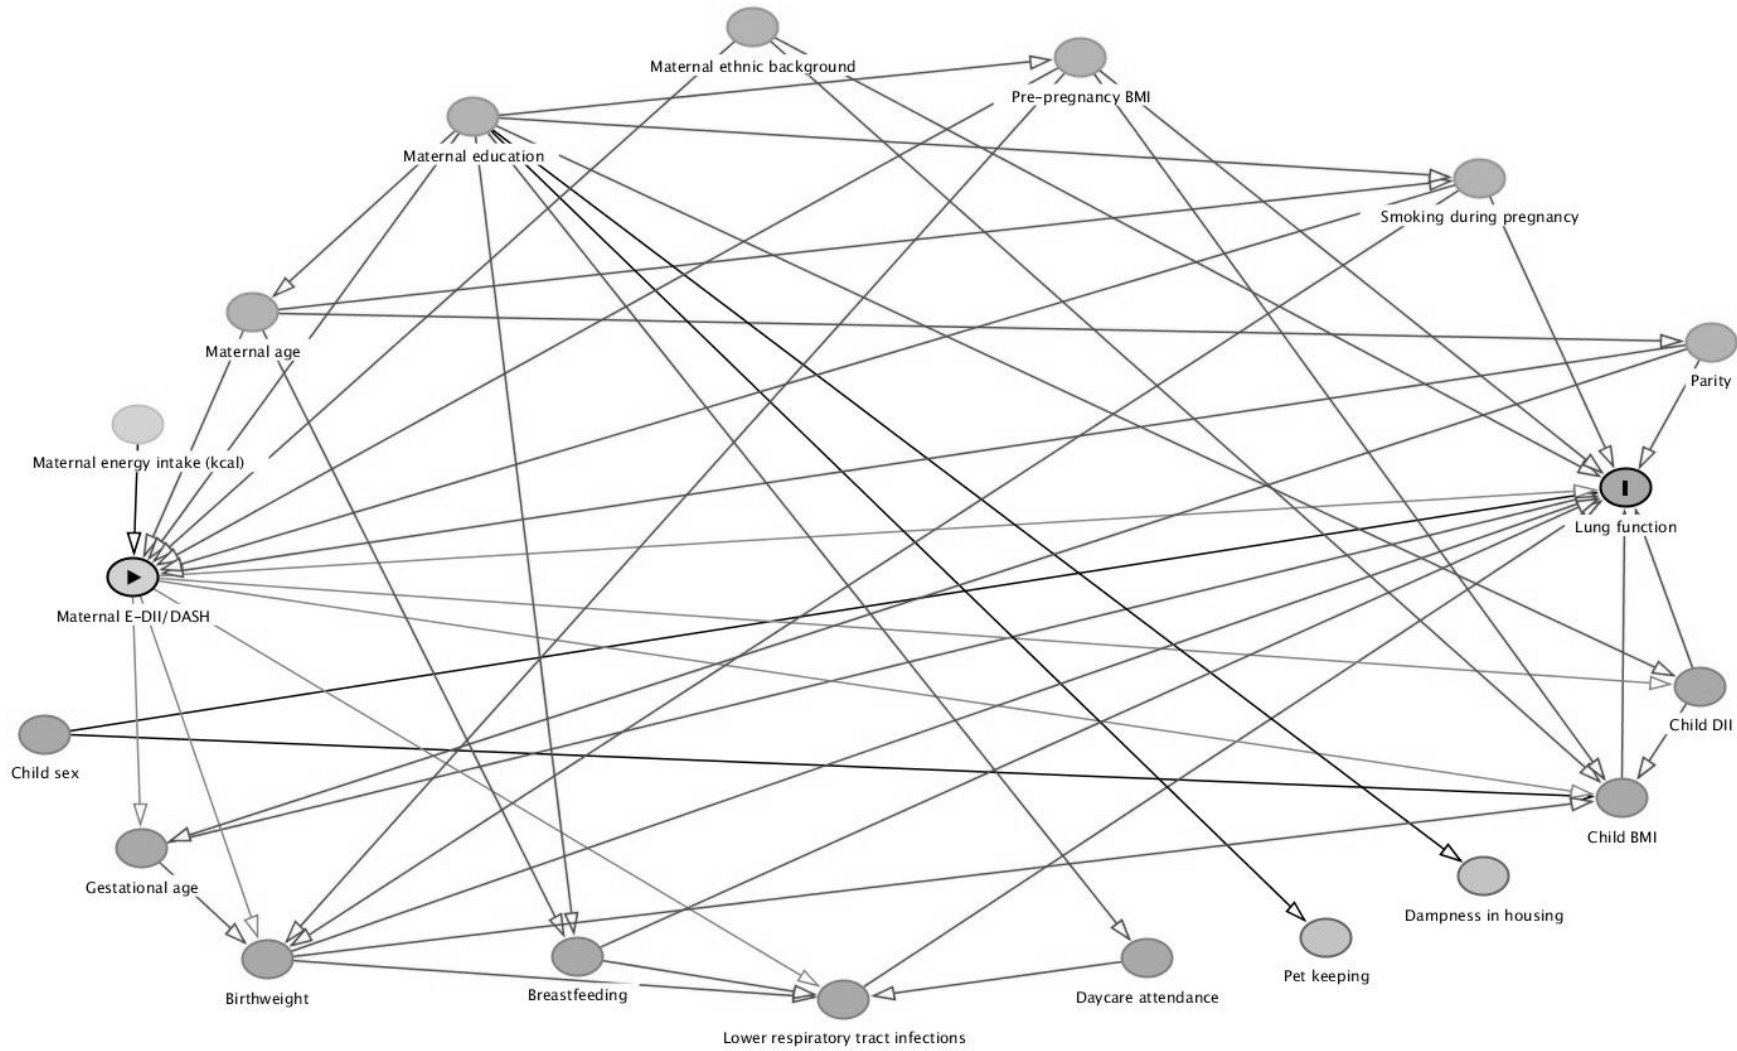 Maternal ethnic background
Pre-pregnancy BMI
Maternal education
Smoking during pregnancy
Maternal age
Parity
Maternal energy intake (kcal)
Lung function
Maternal E-DII/DASH
Child DII
Child sex
Child BMI
Gestational age
Dampness in housing
Pet keeping
Birthweight
Breastfeeding
Daycare attendance
Lower respiratory tract infections